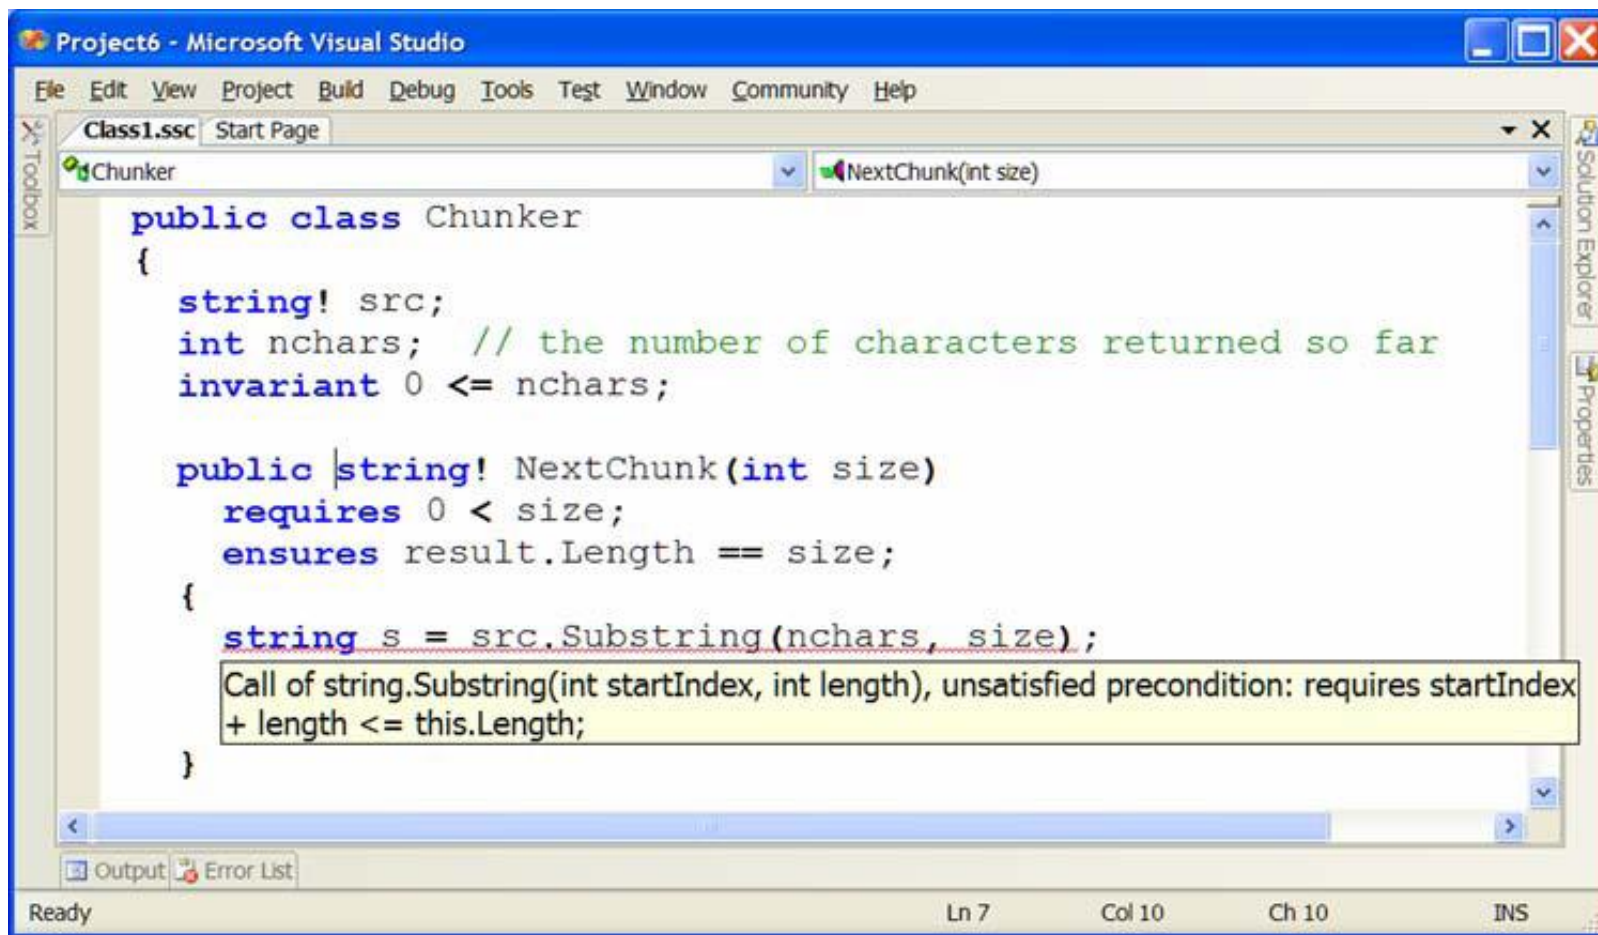 Project6 - Microsoft Visual Studio
File Edit View Project Build Debug Tools Test Window Community Help
Toolbox
Class1.ssc Start Page
Chunker NextChunk(int size)
Solution Explorer
Properties
public class Chunker
{
string! src;
int nchars; // the number of characters returned so far
invariant 0 <= nchars;
public string! NextChunk(int size)
requires 0 < size;
ensures result.Length == size;
{
string s = src.Substring(nchars, size);
Call of string.Substring(int startIndex, int length), unsatisfied precondition: requires startIndex
+ length <= this.Length;
}
Output Error List
Ready Ln 7 Col 10 Ch 10 INS